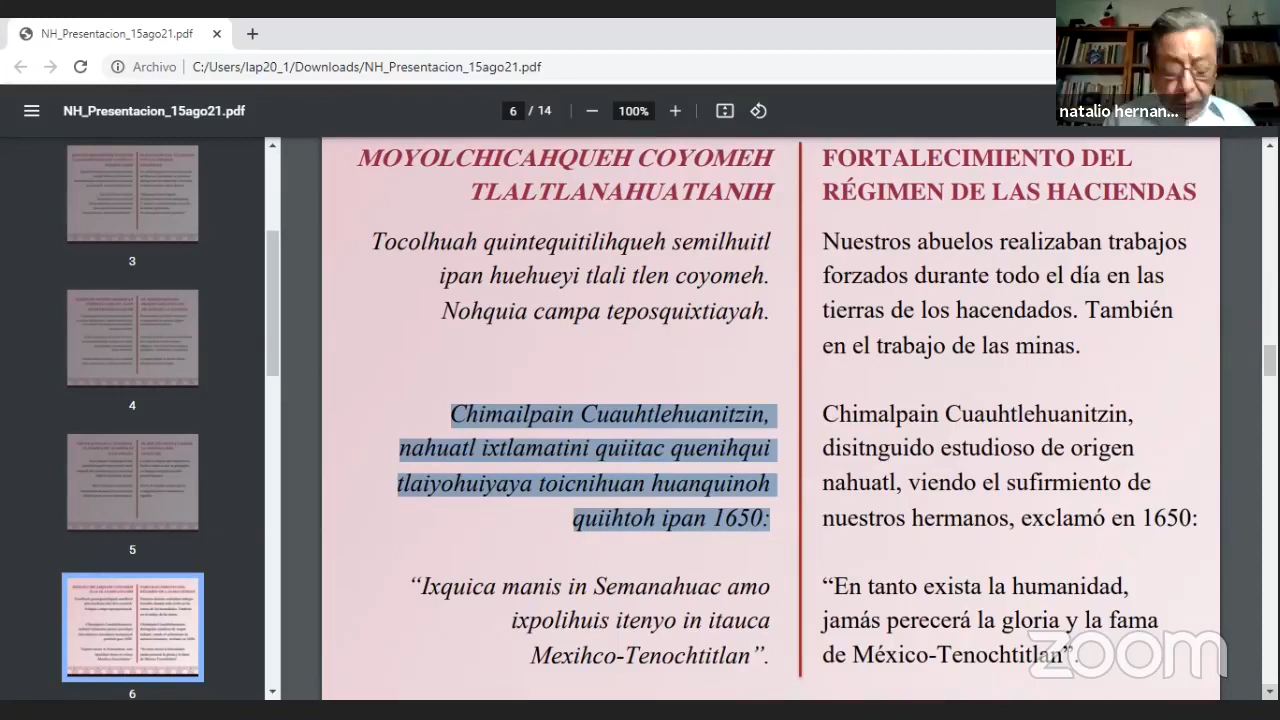 NH_Presentacion_15ago21.pdf
Archivo
C:/Users/lap20_1/Downloads/NH_Presentacion_15ago21.pdf
natalio hernan...
NH_Presentacion_15ago21.pdf
6 / 14
100%
3
4
5
6
MOYOLCHICAHQUEH COYOMEH
TLALTLANAHUATIANIH
Tocolhuah quintequitilihqueh semilhuitl
ipan huehueyi tlali tlen coyomeh.
Nohquia campa teposquixtiayah.
Chimailpain Cuauhtlehuanitzin,
nahuatl ixtlamatini quiitac quenihqui
tlaiyohuiyaya toicnihuan huanquinoh
quiihtoh ipan 1650:
“Ixquica manis in Semanahuac amo
ixpolihuis itenyo in itauca
Mexihco-Tenochtitlan”.
FORTALECIMIENTO DEL
RÉGIMEN DE LAS HACIENDAS
Nuestros abuelos realizaban trabajos
forzados durante todo el día en las
tierras de los hacendados. También
en el trabajo de las minas.
Chimalpain Cuauhtlehuanitzin,
disitnguido estudioso de origen
nahuatl, viendo el sufirmiento de
nuestros hermanos, exclamó en 1650:
“En tanto exista la humanidad,
jamás perecerá la gloria y la fama
de México-Tenochtitlan”.
zoom